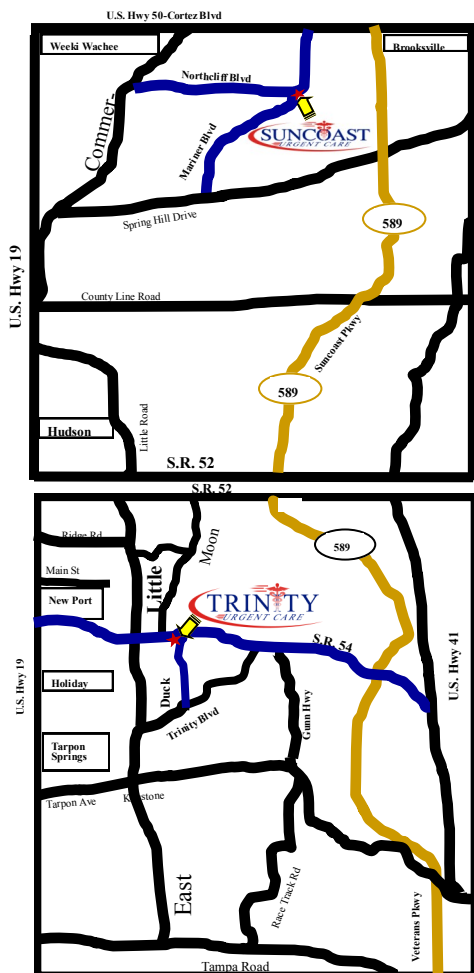 U.S. Hwy 50-Cortez Blvd
Weeki Wachee
Brooksville
Northcliff Blvd
Commer-
Mariner Blvd
SUNCOAST
URGENT CARE
Spring Hill Drive
589
U.S. Hwy 19
County Line Road
Suncoast Pkwy
589
Little Road
Hudson
S.R. 52
S.R. 52
Ridge Rd
Moon
589
Main St
Little
New Port
TRINITY
URGENT CARE
S.R. 54
U.S. Hwy 41
U.S. Hwy 19
Holiday
Duck
Gunn Hwy
Trinity Blvd
Tarpon
Springs
Tarpon Ave
East
Race Track Rd
Veterans Pkwy
Tampa Road